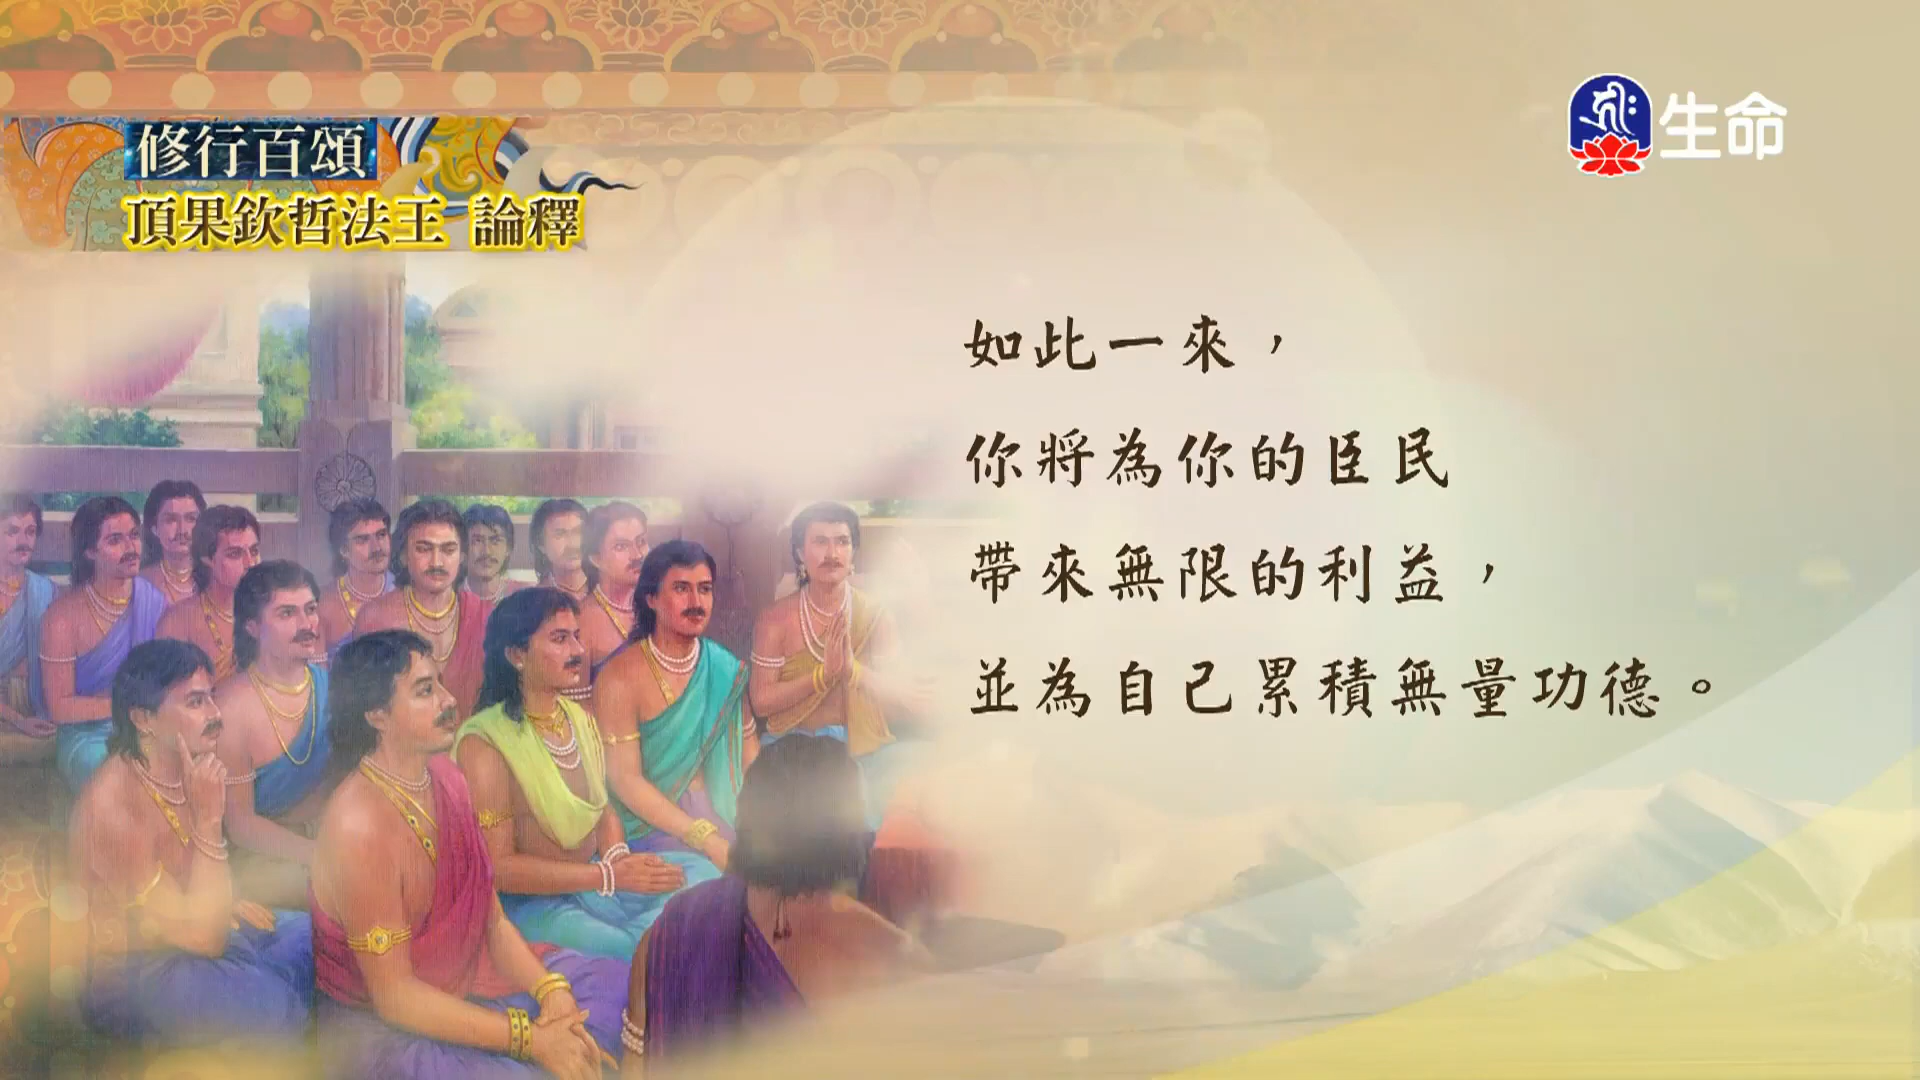 修行百頌
頂果欽哲法王 論釋
生命
如此一來，
你將為你的臣民
帶來無限的利益，
並為自己累積無量功德。